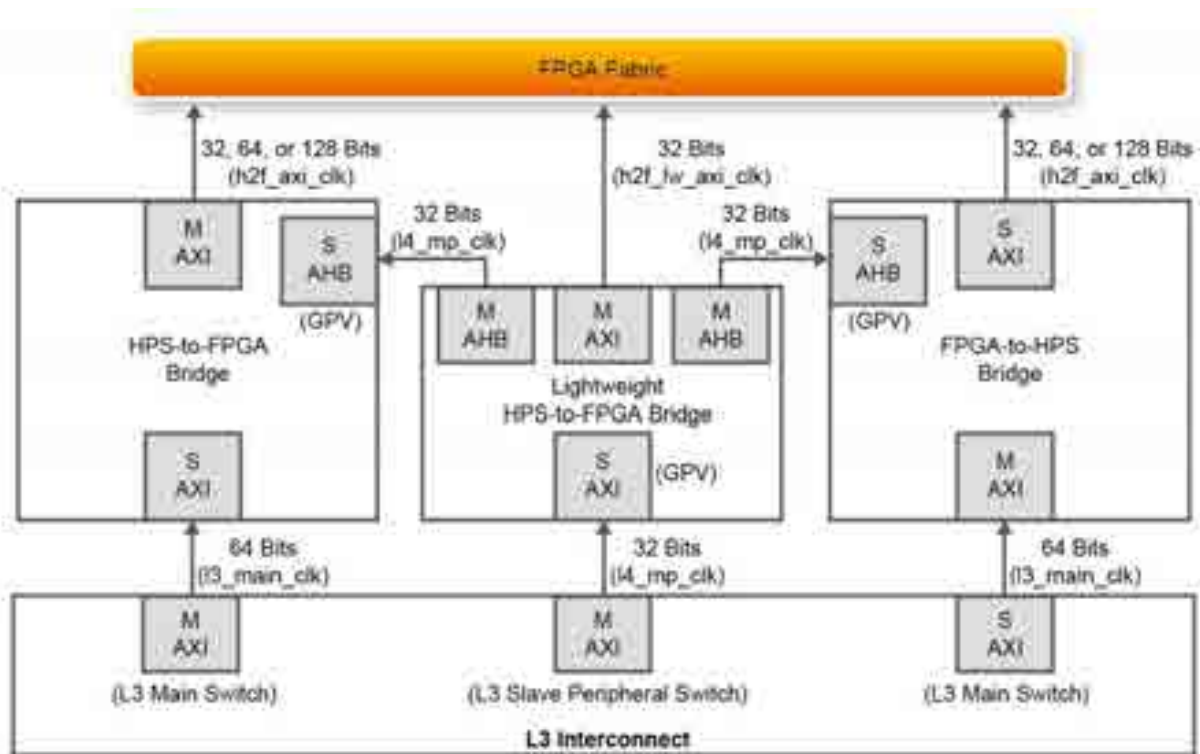 FPGA Fabric
32, 64, or 128 Bits
(h2f_axi_clk)
32 Bits
(h2f_lw_axi_clk)
32, 64, or 128 Bits
(h2f_axi_clk)
M
AXI
S
AHB
(GPV)
HPS-to-FPGA
Bridge
S
AXI
32 Bits
(l4_mp_clk)
32 Bits
(l4_mp_clk)
M
AHB
M
AXI
M
AHB
Lightweight
HPS-to-FPGA Bridge
S
AXI
(GPV)
S
AHB
(GPV)
S
AXI
FPGA-to-HPS
Bridge
M
AXI
64 Bits
(l3_main_clk)
32 Bits
(l4_mp_clk)
64 Bits
(l3_main_clk)
M
AXI
M
AXI
S
AXI
(L3 Main Switch)
(L3 Slave Peripheral Switch)
(L3 Main Switch)
L3 Interconnect